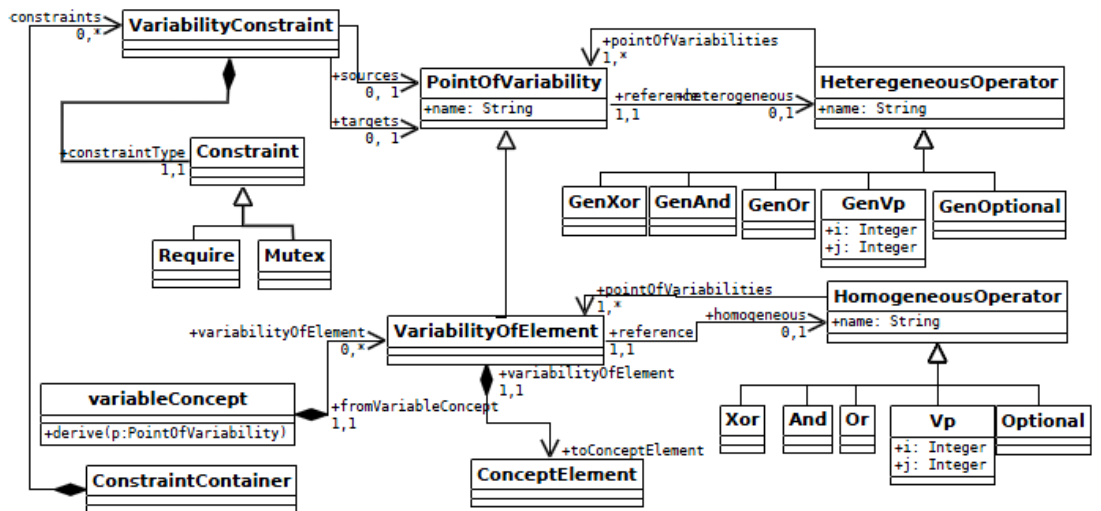 -constraints
0,*
VariabilityConstraint
+sources
0, 1
+targets
0, 1
PointOfVariability
+name: String
+pointOfVariabilities
1,*
+reference
1,1
+heterogeneous
0,1
HeteregeneousOperator
+name: String
+constraintType
1,1
Constraint
Require
Mutex
GenXor
GenAnd
GenOr
GenVp
+i: Integer
+j: Integer
GenOptional
+variabilityOfElement
0,*
VariabilityOfElement
+pointOfVariabilities
1,*
+reference
1,1
+homogeneous
0,1
HomogeneousOperator
+name: String
+variabilityOfElement
1,1
variableConcept
+derive(p:PointOfVariability)
+fromVariableConcept
1,1
Xor
And
Or
Vp
+i: Integer
+j: Integer
Optional
+toConceptElement
ConceptElement
ConstraintContainer